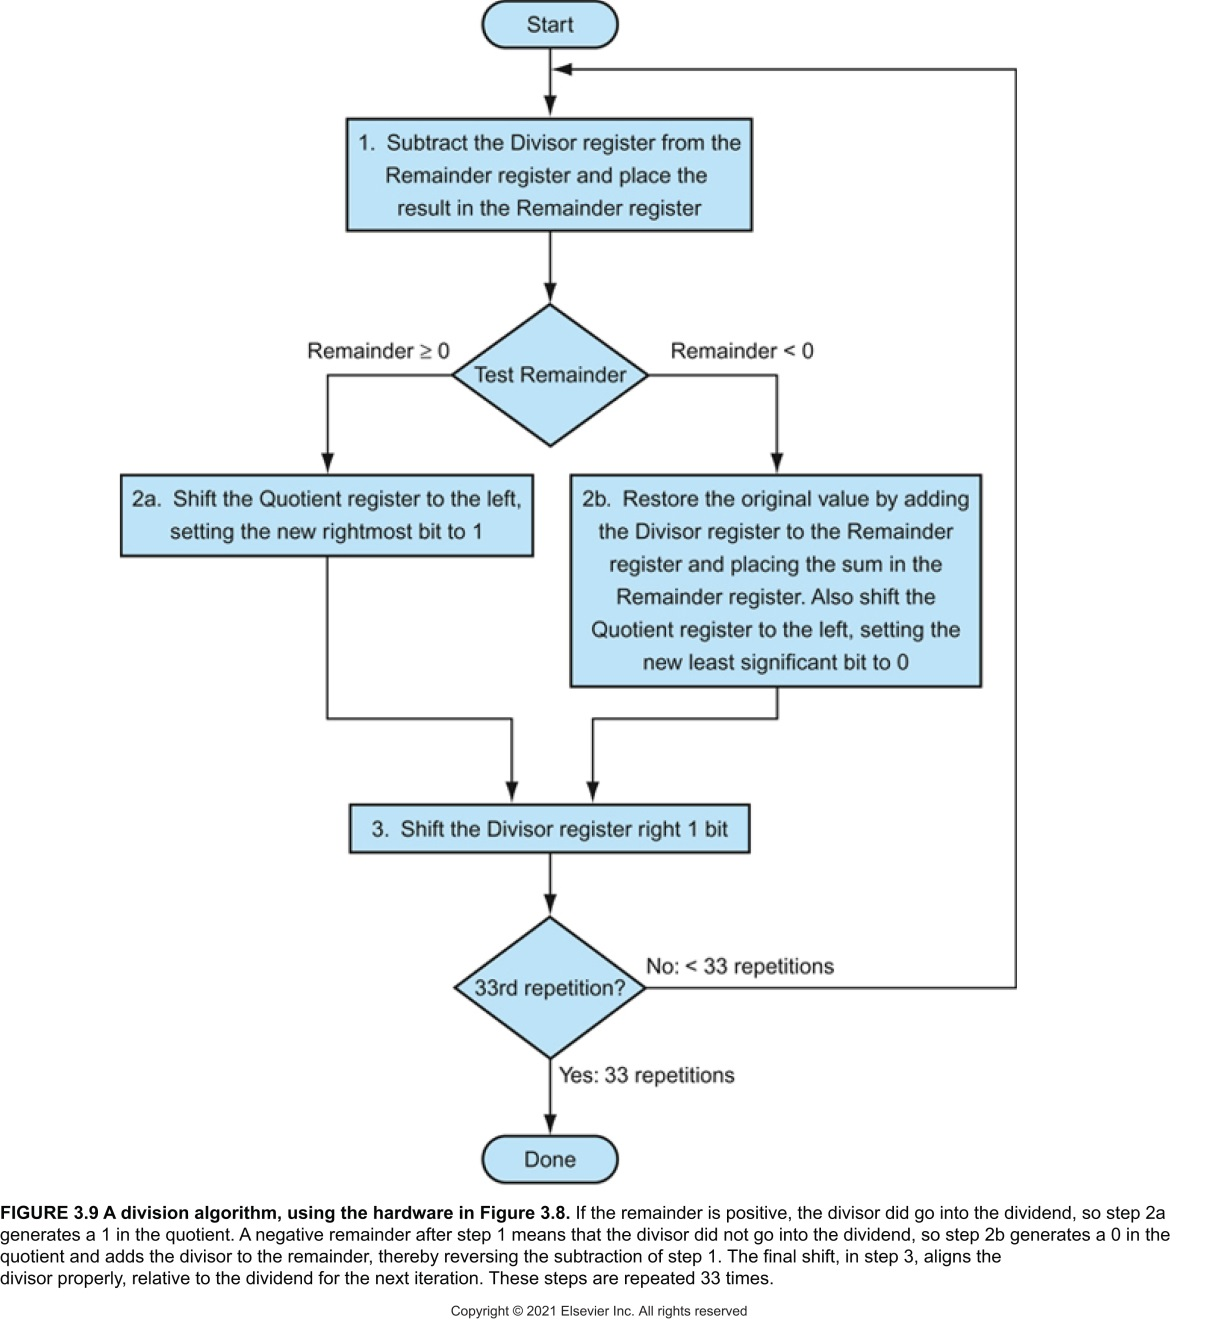 Start
1. Subtract the Divisor register from the
Remainder register and place the
result in the Remainder register
Remainder ≥ 0
Remainder < 0
Test Remainder
2a. Shift the Quotient register to the left,
setting the new rightmost bit to 1
2b. Restore the original value by adding
the Divisor register to the Remainder
register and placing the sum in the
Remainder register. Also shift the
Quotient register to the left, setting the
new least significant bit to 0
3. Shift the Divisor register right 1 bit
No: < 33 repetitions
33rd repetition?
Yes: 33 repetitions
Done
FIGURE 3.9 A division algorithm, using the hardware in Figure 3.8. If the remainder is positive, the divisor did go into the dividend, so step 2a
generates a 1 in the quotient. A negative remainder after step 1 means that the divisor did not go into the dividend, so step 2b generates a 0 in the
quotient and adds the divisor to the remainder, thereby reversing the subtraction of step 1. The final shift, in step 3, aligns the
divisor properly, relative to the dividend for the next iteration. These steps are repeated 33 times.
Copyright © 2021 Elsevier Inc. All rights reserved